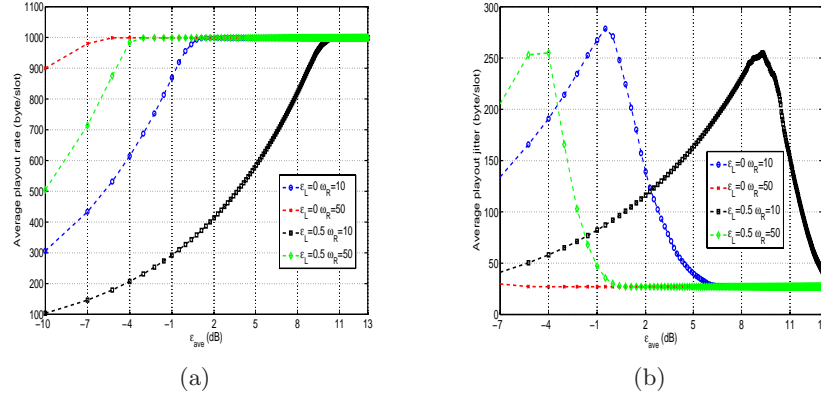 1100
1000
900
800
700
600
500
400
300
200
100
Average playout rate (byte/slot)
ε_L=0 ω_R=10
ε_L=0 ω_R=50
ε_L=0.5 ω_R=10
ε_L=0.5 ω_R=50
-10 -7 -4 -1 2 5 8 11 13
ε_ave (dB)
(a)
300
250
200
150
100
50
0
Average playout jitter (byte/slot)
ε_L=0 ω_R=10
ε_L=0 ω_R=50
ε_L=0.5 ω_R=10
ε_L=0.5 ω_R=50
-7 -4 -1 2 5 8 11 13
ε_ave (dB)
(b)